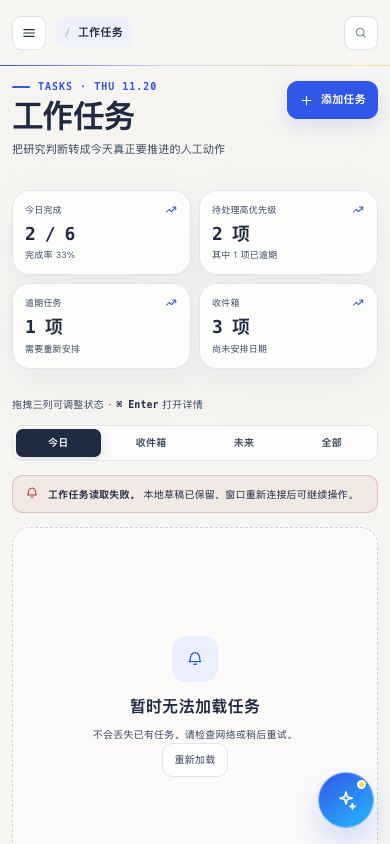 / 工作任务
TASKS · THU 11.20
工作任务
添加任务
把研究判断转成今天真正要推进的人工动作
今日完成
2 / 6
完成率 33%
待处理高优先级
2 项
其中 1 项已逾期
逾期任务
1 项
需要重新安排
收件箱
3 项
尚未安排日期
拖拽三列可调整状态 · ⌘ Enter 打开详情
今日 收件箱 未来 全部
工作任务读取失败。 本地草稿已保留，窗口重新连接后可继续操作。
暂时无法加载任务
不会丢失已有任务。请检查网络或稍后重试。
重新加载